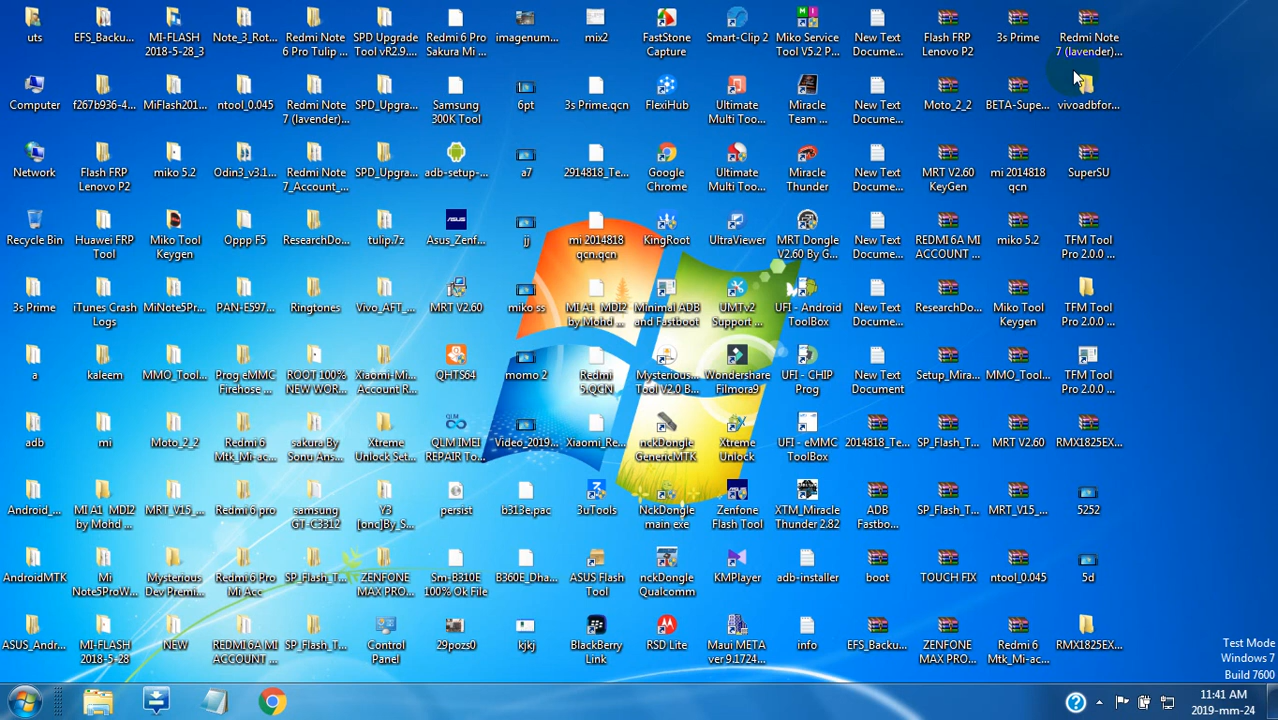 uts
EFS_Backu...
MI-FLASH
2018-5-28_3
Note_3_Rot...
Redmi Note
6 Pro Tulip ...
SPD Upgrade
Tool vR2.9....
Redmi 6 Pro
Sakura Mi ...
imagenum...
mix2
FastStone
Capture
Smart-Clip 2
Miko Service
Tool V5.2 P...
New Text
Docume...
Flash FRP
Lenovo P2
3s Prime
Redmi Note
7 (lavender)...
Computer
f267b936-4...
MiFlash201...
ntool_0.045
Redmi Note
7 (lavender)...
SPD_Upgra...
Samsung
300K Tool
6pt
3s Prime.qcn
FlexiHub
Ultimate
Multi Too...
Miracle
Team ...
New Text
Docume...
Moto_2_2
BETA-Supe...
vivoadbfor...
Network
Flash FRP
Lenovo P2
miko 5.2
Odin3_v3.1...
Redmi Note
7_Account_...
SPD_Upgra...
adb-setup-...
a7
2914818_Te...
Google
Chrome
Ultimate
Multi Too...
Miracle
Thunder
New Text
Docume...
MRT V2.60
KeyGen
mi 2014818
qcn
SuperSU
Recycle Bin
Huawei FRP
Tool
Miko Tool
Keygen
Oppp F5
ResearchDo...
tulip.7z
ASUS
Asus_Zenf...
jj
mi 2014818
qcn.qcn
KingRoot
UltraViewer
MRT Dongle
V2.60 By G...
New Text
Docume...
REDMI 6A MI
ACCOUNT ...
miko 5.2
TFM Tool
Pro 2.0.0 ...
3s Prime
iTunes Crash
Logs
MiNote5Pr...
PAN-E597...
Ringtones
Vivo_AFT_...
MRT V2.60
miko ss
MI A1_MDI2
by Mohd ...
Minimal ADB
and Fastboot
UMTv2
Support ...
UFI - Android
ToolBox
New Text
Docume...
ResearchDo...
Miko Tool
Keygen
TFM Tool
Pro 2.0.0 ...
a
kaleem
MMO_Tool...
Prog eMMC
Firehose ...
ROOT 100%
NEW WOR...
Xiaomi-Mi...
Account R...
QHTS64
momo 2
Redmi
5.QCN
Mysterious...
Tool V2.0 B...
Wondershare
Filmora9
UFI - CHIP
Prog
New Text
Document
Setup_Mira...
MMO_Tool...
TFM Tool
Pro 2.0.0 ...
adb
mi
Moto_2_2
Redmi 6
Mtk_Mi-ac...
sakura By
Sonu Ans...
Xtreme
Unlock Set...
QLM
QLM IMEI
REPAIR To...
Video_2019...
Xiaomi_Re...
nckDongle
GenericMTK
Xtreme
Unlock
UFI - eMMC
ToolBox
2014818_Te...
SP_Flash_T...
MRT V2.60
RMX1825EX...
Android_...
MI A1_MDI2
by Mohd ...
MRT_V15_...
Redmi 6 pro
samsung
GT-C3312
Y3
[onc]By_S...
persist
b313e.pac
3uTools
NckDongle
main exe
Zenfone
Flash Tool
XTM_Miracle
Thunder 2.82
ADB
Fastbo...
SP_Flash_T...
MRT_V15_...
5252
AndroidMTK
Mi
Note5ProW...
Mysterious
Dev Premi...
Redmi 6 Pro
Mi Acc
SP_Flash_T...
ZENFONE
MAX PRO...
Sm-B310E
100% Ok File
B360E_Dha...
ASUS Flash
Tool
nckDongle
Qualcomm
KMPlayer
adb-installer
boot
TOUCH FIX
ntool_0.045
5d
ASUS_Andr...
MI-FLASH
2018-5-28
NEW
REDMI 6A MI
ACCOUNT ...
SP_Flash_T...
Control
Panel
29pozs0
kjkj
BlackBerry
Link
RSD Lite
Maui META
ver 9.1724...
info
EFS_Backu...
ZENFONE
MAX PRO...
Redmi 6
Mtk_Mi-ac...
RMX1825EX...
Test Mode
Windows 7
Build 7600
11:41 AM
2019-mm-24